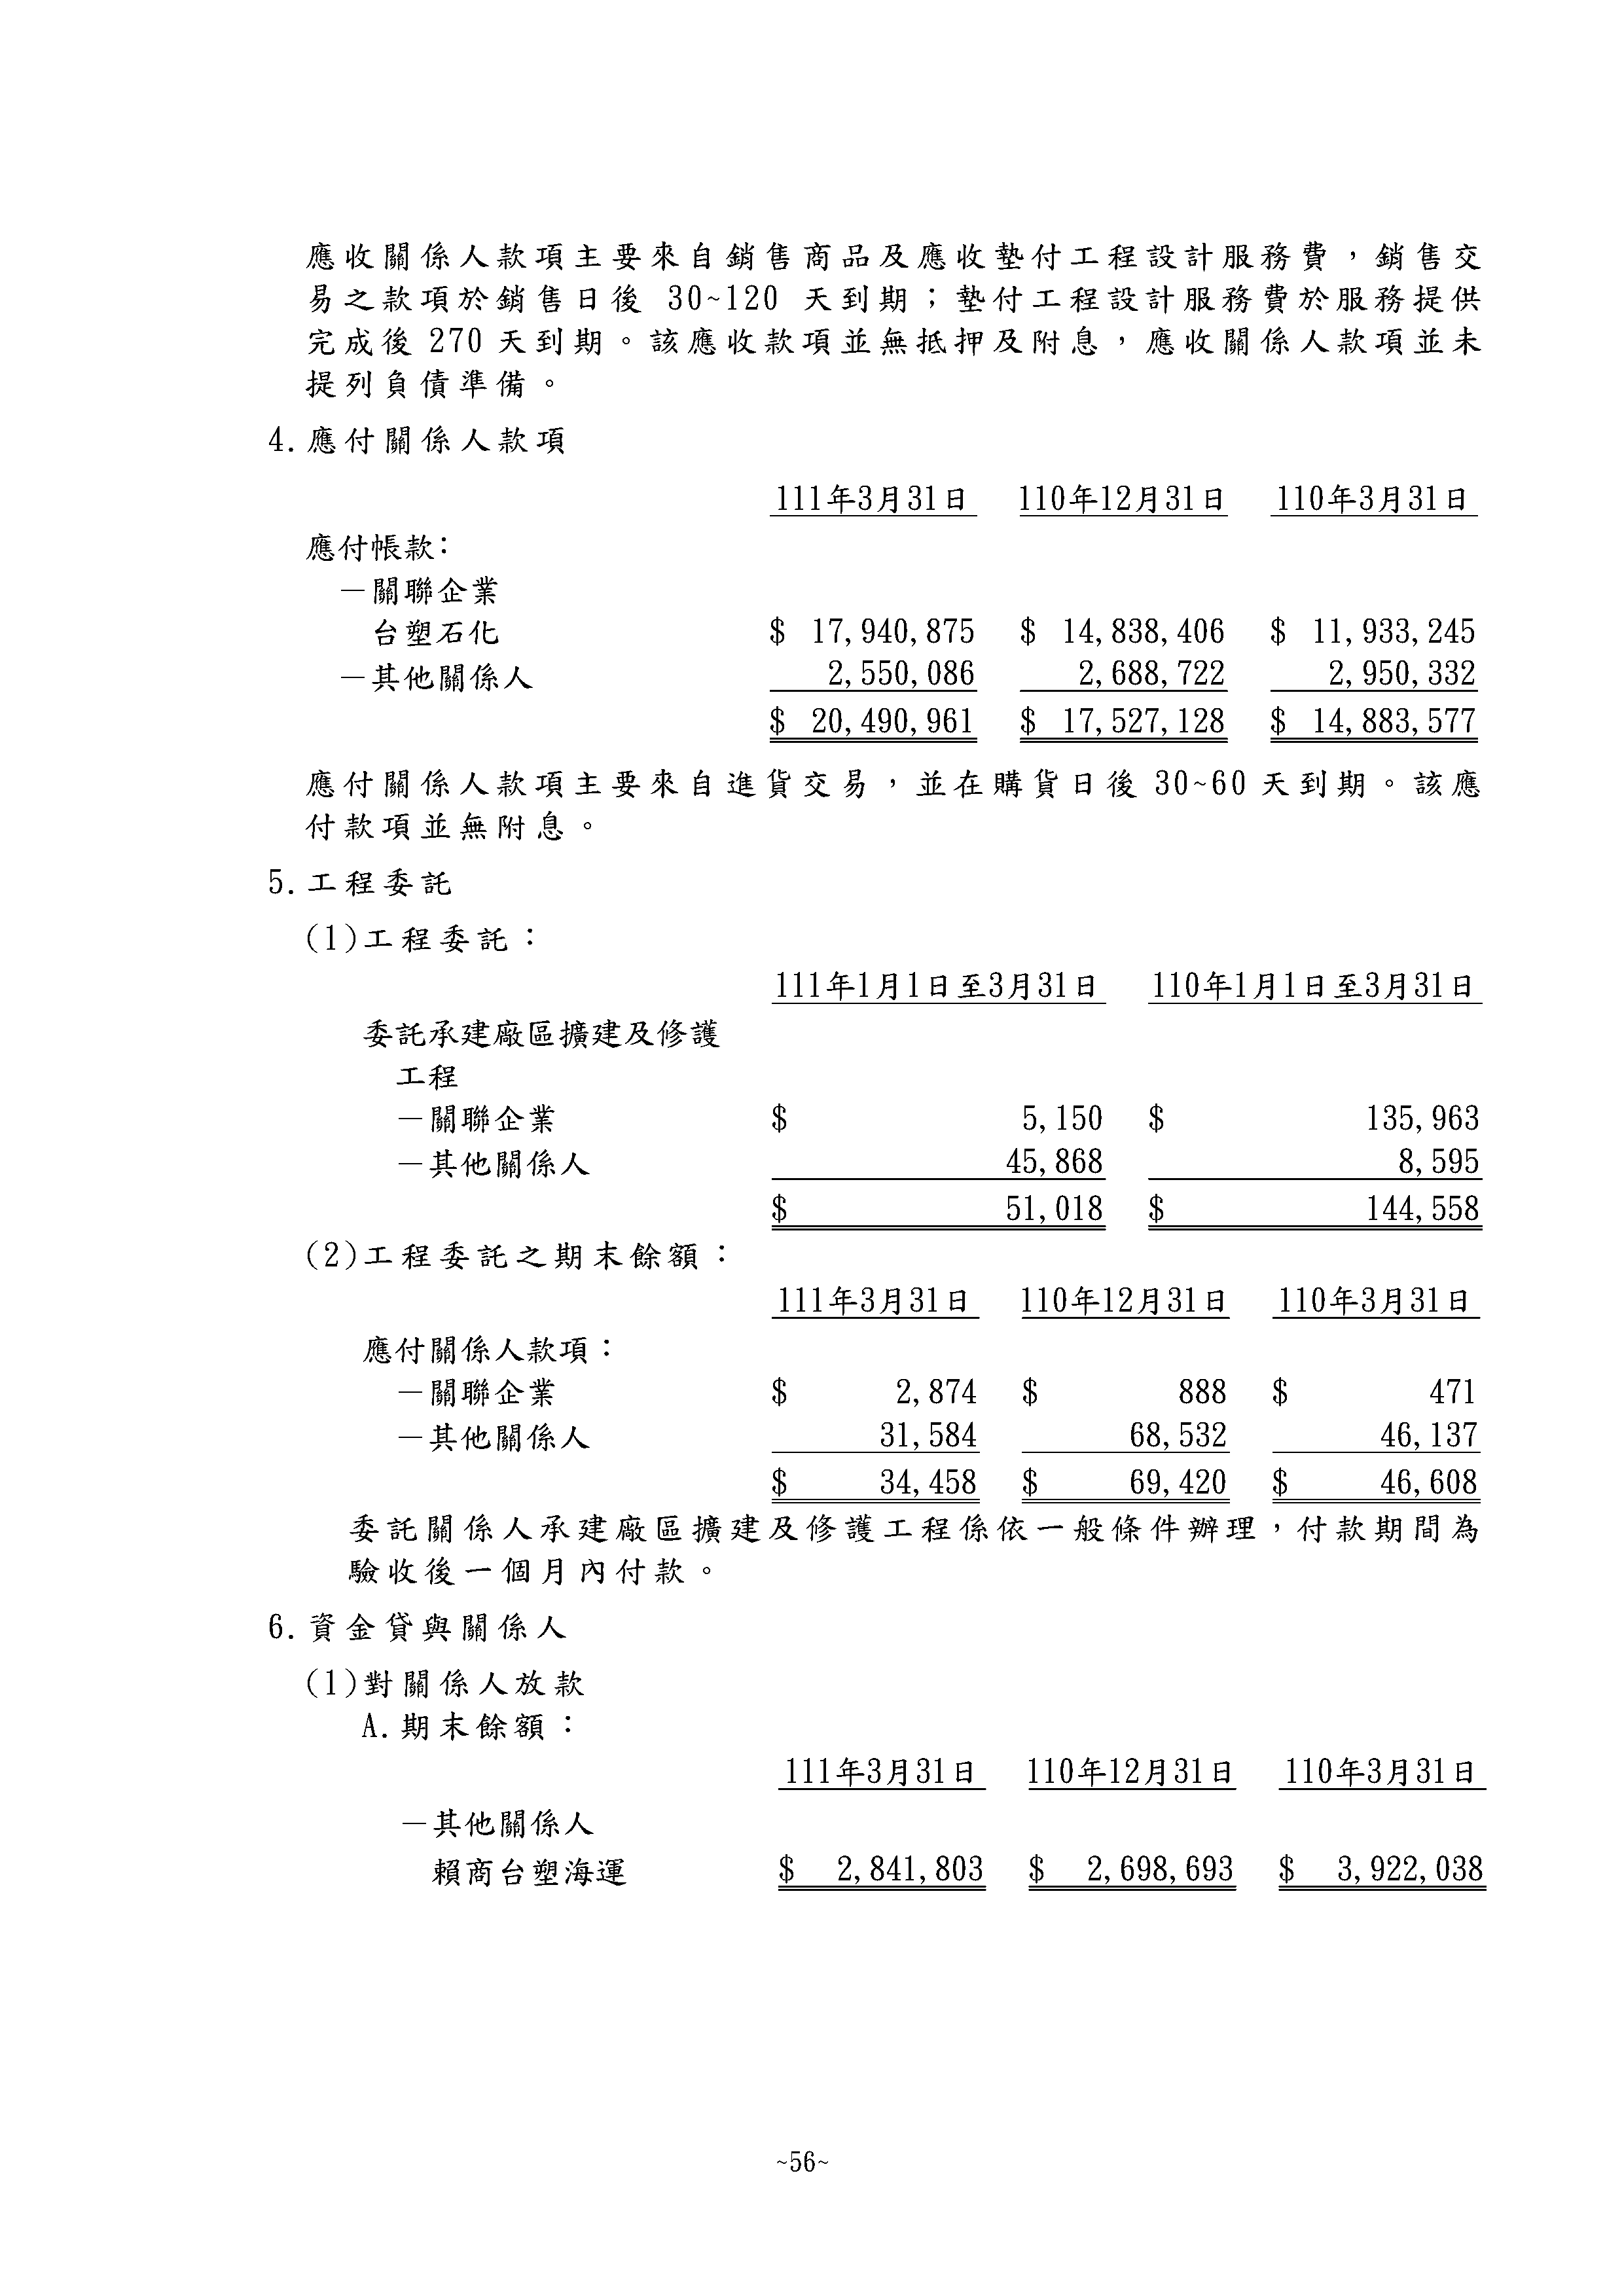 應收關係人款項主要來自銷售商品及應收墊付工程設計服務費，銷售交
易之款項於銷售日後 30~120 天到期；墊付工程設計服務費於服務提供
完成後 270 天到期。該應收款項並無抵押及附息，應收關係人款項並未
提列負債準備。
4.應付關係人款項
111年3月31日 110年12月31日 110年3月31日
應付帳款:
－關聯企業
台塑石化 $ 17,940,875 $ 14,838,406 $ 11,933,245
－其他關係人 2,550,086 2,688,722 2,950,332
$ 20,490,961 $ 17,527,128 $ 14,883,577
應付關係人款項主要來自進貨交易，並在購貨日後 30~60 天到期。該應
付款項並無附息。
5.工程委託
(1)工程委託：
111年1月1日至3月31日 110年1月1日至3月31日
委託承建廠區擴建及修護
工程
－關聯企業 $ 5,150 $ 135,963
－其他關係人 45,868 8,595
$ 51,018 $ 144,558
(2)工程委託之期末餘額：
111年3月31日 110年12月31日 110年3月31日
應付關係人款項：
－關聯企業 $ 2,874 $ 888 $ 471
－其他關係人 31,584 68,532 46,137
$ 34,458 $ 69,420 $ 46,608
委託關係人承建廠區擴建及修護工程係依一般條件辦理，付款期間為
驗收後一個月內付款。
6.資金貸與關係人
(1)對關係人放款
A.期末餘額：
111年3月31日 110年12月31日 110年3月31日
－其他關係人
賴商台塑海運 $ 2,841,803 $ 2,698,693 $ 3,922,038
~56~